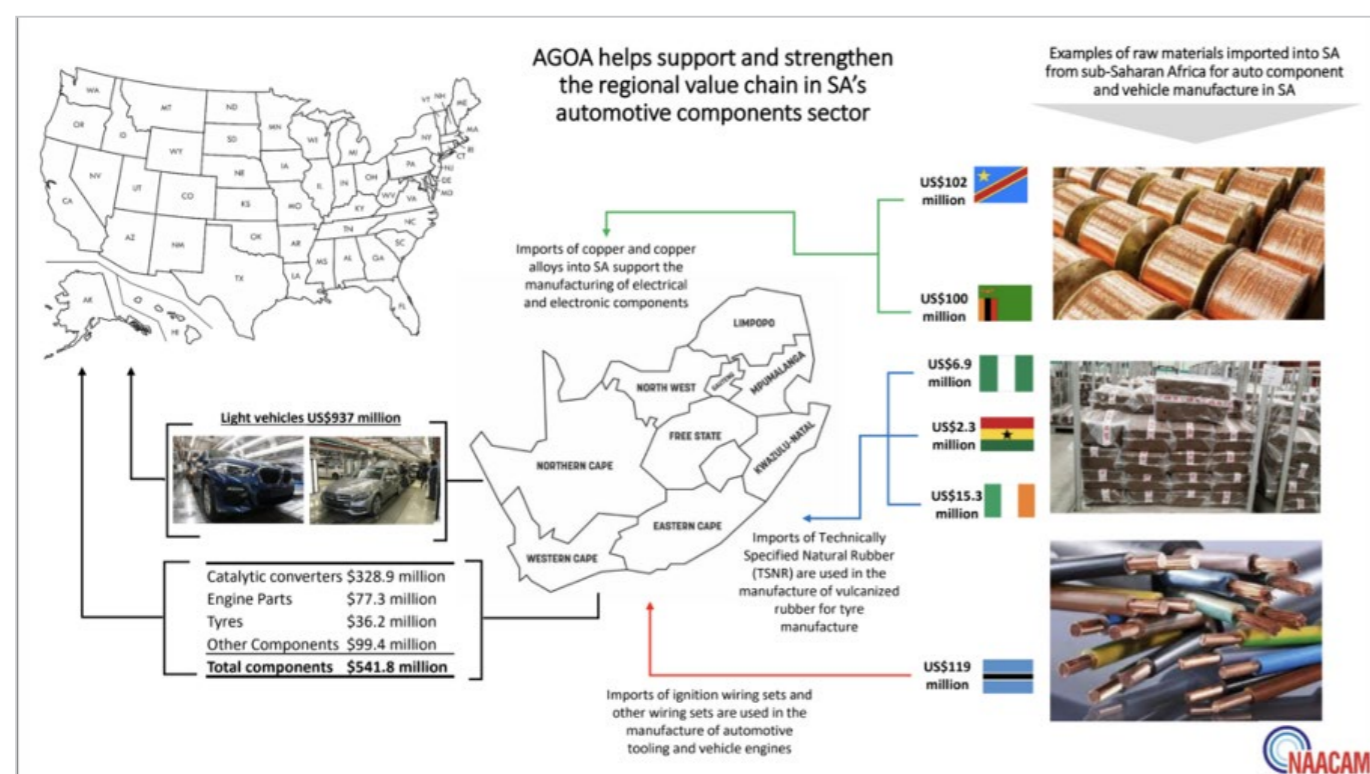 AGOA helps support and strengthen
the regional value chain in SA's
automotive components sector
Examples of raw materials imported into SA
from sub-Saharan Africa for auto component
and vehicle manufacture in SA
WA
OR
CA
NV
ID
MT
WY
UT
CO
AZ
NM
ND
SD
NE
KS
OK
TX
MN
IA
MO
AR
LA
WI
IL
MI
IN
OH
KY
TN
MS
AL
GA
FL
SC
NC
VA
WV
PA
NY
VT
NH
ME
MA
RI
CT
NJ
DE
MD
AK
HI
US$102
million
US$100
million
Imports of copper and copper
alloys into SA support the
manufacturing of electrical
and electronic components
LIMPOPO
NORTH WEST
GAUTENG
MPUMALANGA
FREE STATE
KWAZULU-NATAL
NORTHERN CAPE
EASTERN CAPE
WESTERN CAPE
US$6.9
million
US$2.3
million
US$15.3
million
Light vehicles US$937 million
Imports of Technically
Specified Natural Rubber
(TSNR) are used in the
manufacture of vulcanized
rubber for tyre
manufacture
Catalytic converters $328.9 million
Engine Parts $77.3 million
Tyres $36.2 million
Other Components $99.4 million
Total components $541.8 million
US$119
million
Imports of ignition wiring sets and
other wiring sets are used in the
manufacture of automotive
tooling and vehicle engines
NAACAM